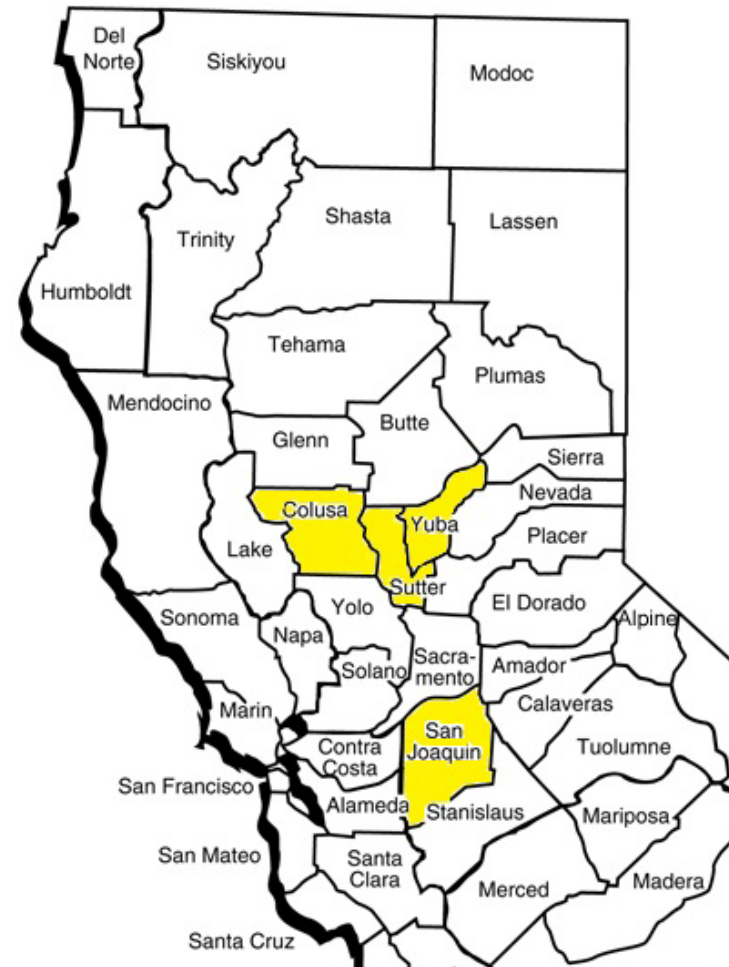 Del
Norte
Siskiyou
Modoc
Shasta
Lassen
Trinity
Humboldt
Tehama
Plumas
Mendocino
Butte
Glenn
Sierra
Nevada
Colusa
Yuba
Placer
Lake
Sutter
El Dorado
Yolo
Sonoma
Alpine
Napa
Sacra-
mento
Solano
Amador
Calaveras
Marin
San
Joaquin
Contra
Costa
Tuolumne
San Francisco
Alameda
Stanislaus
Mariposa
San Mateo
Santa
Clara
Merced
Madera
Santa Cruz